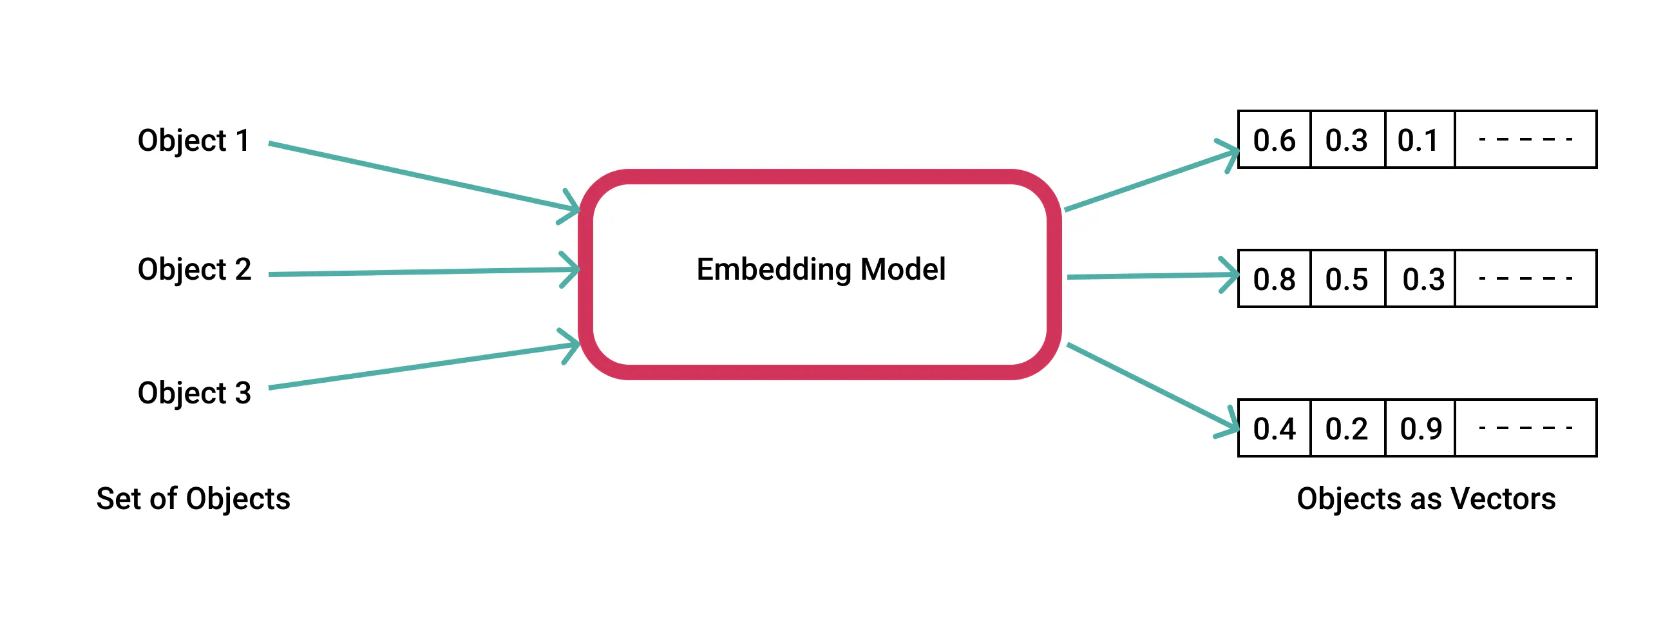 Object 1
Object 2
Object 3
Set of Objects
Embedding Model
0.6 0.3 0.1 - - - - -
0.8 0.5 0.3 - - - - -
0.4 0.2 0.9 - - - - -
Objects as Vectors